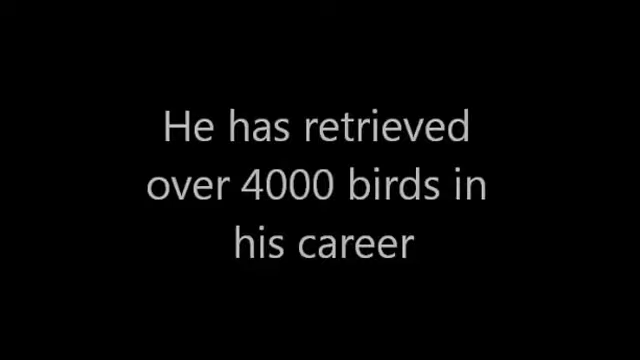 He has retrieved
over 4000 birds in
his career